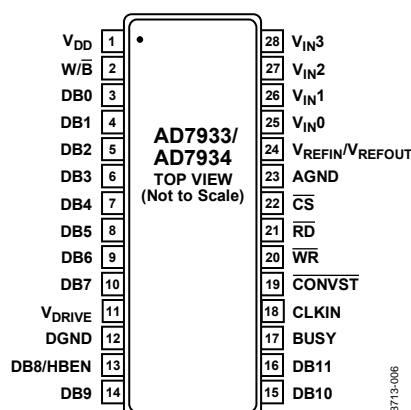 V_DD 1
W/B̅ 2
DB0 3
DB1 4
DB2 5
DB3 6
DB4 7
DB5 8
DB6 9
DB7 10
V_DRIVE 11
DGND 12
DB8/HBEN 13
DB9 14
AD7933/
AD7934
TOP VIEW
(Not to Scale)
28 V_IN3
27 V_IN2
26 V_IN1
25 V_IN0
24 V_REFIN/V_REFOUT
23 AGND
22 C̅S̅
21 R̅D̅
20 W̅R̅
19 C̅O̅N̅V̅S̅T̅
18 CLKIN
17 BUSY
16 DB11
15 DB10